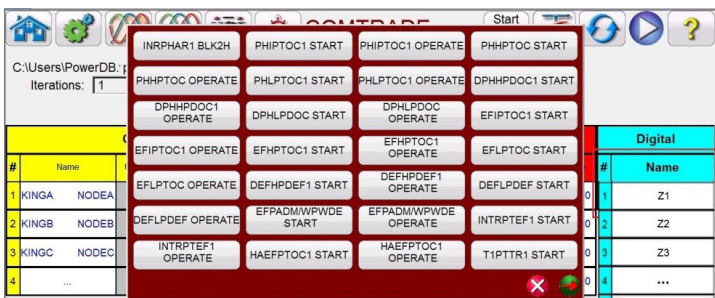 COMTRADE
Start
C:\Users\PowerDB.
Iterations: 1
INRPHAR1 BLK2H
PHIPTOC1 START
PHIPTOC1 OPERATE
PHHPTOC START
PHHPTOC OPERATE
PHLPTOC1 START
PHLPTOC1 OPERATE
DPHHPDOC1 START
DPHHPDOC1
OPERATE
DPHLPDOC START
DPHLPDOC
OPERATE
EFIPTOC1 START
EFIPTOC1 OPERATE
EFHPTOC1 START
EFHPTOC1
OPERATE
EFLPTOC START
EFLPTOC OPERATE
DEFHPDEF1 START
DEFHPDEF1
OPERATE
DEFLPDEF START
DEFLPDEF OPERATE
EFPADM/WPWDE
START
EFPADM/WPWDE
OPERATE
INTRPTEF1 START
INTRPTEF1
OPERATE
HAEFPTOC1 START
HAEFPTOC1
OPERATE
T1PTTR1 START
Digital
# Name
# Name
1 KINGA NODEA
0 1 Z1
2 KINGB NODEB
0 2 Z2
3 KINGC NODEC
0 3 Z3
4 ...
0 4 ...